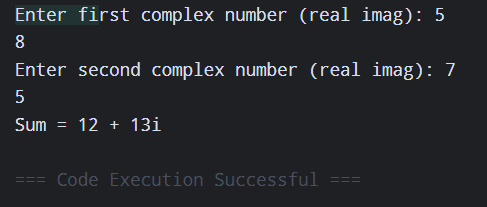 Enter first complex number (real imag): 5
8
Enter second complex number (real imag): 7
5
Sum = 12 + 13i
=== Code Execution Successful ===